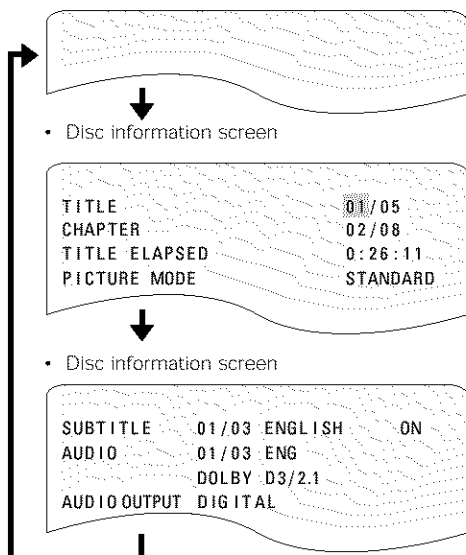 • Disc information screen
TITLE 01/05
CHAPTER 02/08
TITLE ELAPSED 0:26:11
PICTURE MODE STANDARD
• Disc information screen
SUBTITLE 01/03 ENGLISH ON
AUDIO 01/03 ENG
DOLBY D3/2.1
AUDIO OUTPUT DIGITAL